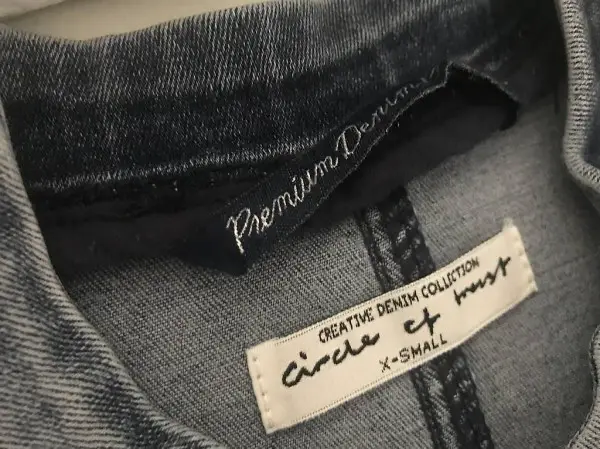 Premium Denim
CREATIVE DENIM COLLECTION
circle of trust
X-SMALL